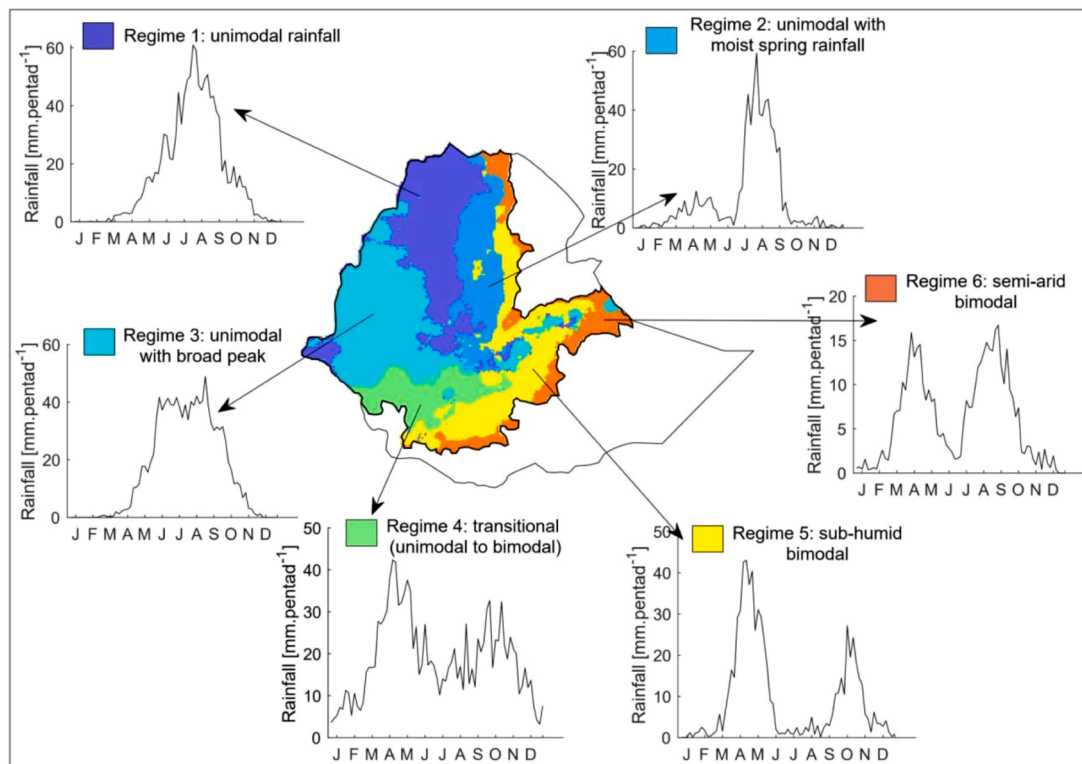 Regime 1: unimodal rainfall
Rainfall [mm.pentad⁻¹]
60
40
20
0
J F M A M J J A S O N D
Regime 2: unimodal with
moist spring rainfall
Rainfall [mm.pentad⁻¹]
60
40
20
0
J F M A M J J A S O N D
Regime 3: unimodal
with broad peak
Rainfall [mm.pentad⁻¹]
60
40
20
0
J F M A M J J A S O N D
Regime 6: semi-arid
bimodal
Rainfall [mm.pentad⁻¹]
20
15
10
5
0
J F M A M J J A S O N D
Regime 4: transitional
(unimodal to bimodal)
Rainfall [mm.pentad⁻¹]
50
40
30
20
10
0
J F M A M J J A S O N D
Regime 5: sub-humid
bimodal
Rainfall [mm.pentad⁻¹]
50
40
30
20
10
0
J F M A M J J A S O N D